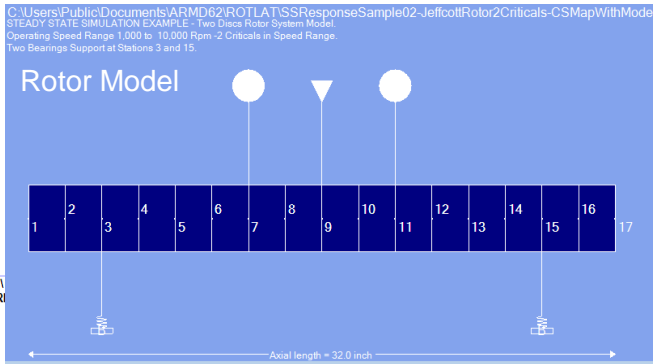 C:\Users\Public\Documents\ARMD62\ROTLAT\SSResponseSample02-JeffcottRotor2Criticals-CSMapWithMode
STEADY STATE SIMULATION EXAMPLE - Two Discs Rotor System Model.
Operating Speed Range 1,000 to 10,000 Rpm -2 Criticals in Speed Range.
Two Bearings Support at Stations 3 and 15.
Rotor Model
2 4 6 8 10 12 14 16
1 3 5 7 9 11 13 15 17
Axial length = 32.0 inch